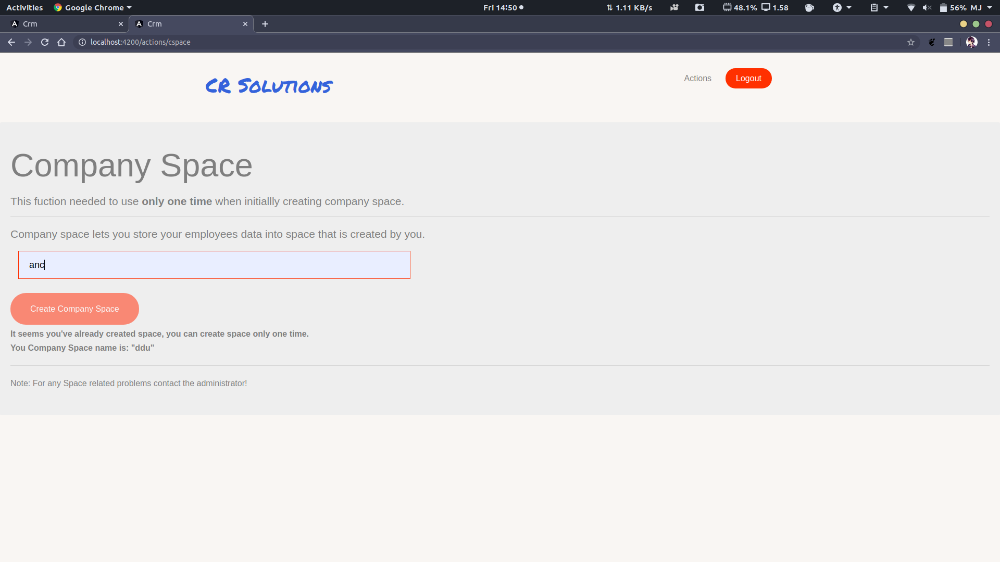 Activities Google Chrome Fri 14:50 1.11 KB/s 48.1% 1.58 56% MJ
Crm Crm
localhost:4200/actions/cspace
CR Solutions Actions Logout
Company Space
This fuction needed to use only one time when initiallly creating company space.
Company space lets you store your employees data into space that is created by you.
anc
Create Company Space
It seems you've already created space, you can create space only one time.
You Company Space name is: "ddu"
Note: For any Space related problems contact the administrator!